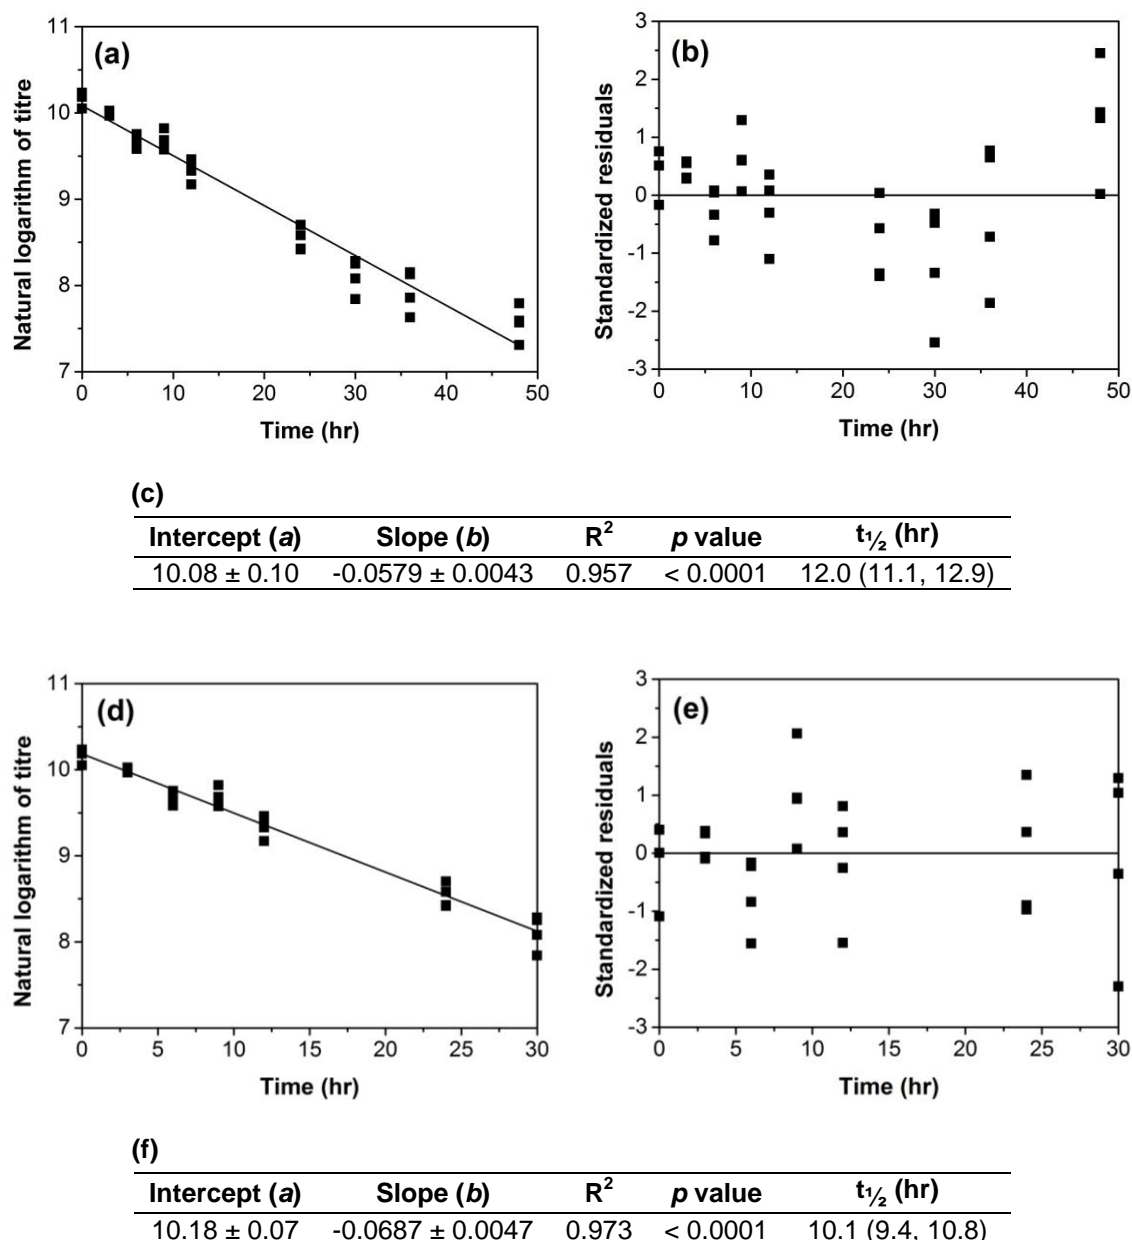 (a)
11
10
9
8
7
Natural logarithm of titre
0 10 20 30 40 50
Time (hr)
(b)
3
2
1
0
-1
-2
-3
Standardized residuals
0 10 20 30 40 50
Time (hr)
(c)
Intercept (a) Slope (b) R² p value t½ (hr)
10.08 ± 0.10 -0.0579 ± 0.0043 0.957 < 0.0001 12.0 (11.1, 12.9)
(d)
11
10
9
8
7
Natural logarithm of titre
0 5 10 15 20 25 30
Time (hr)
(e)
3
2
1
0
-1
-2
-3
Standardized residuals
0 5 10 15 20 25 30
Time (hr)
(f)
Intercept (a) Slope (b) R² p value t½ (hr)
10.18 ± 0.07 -0.0687 ± 0.0047 0.973 < 0.0001 10.1 (9.4, 10.8)